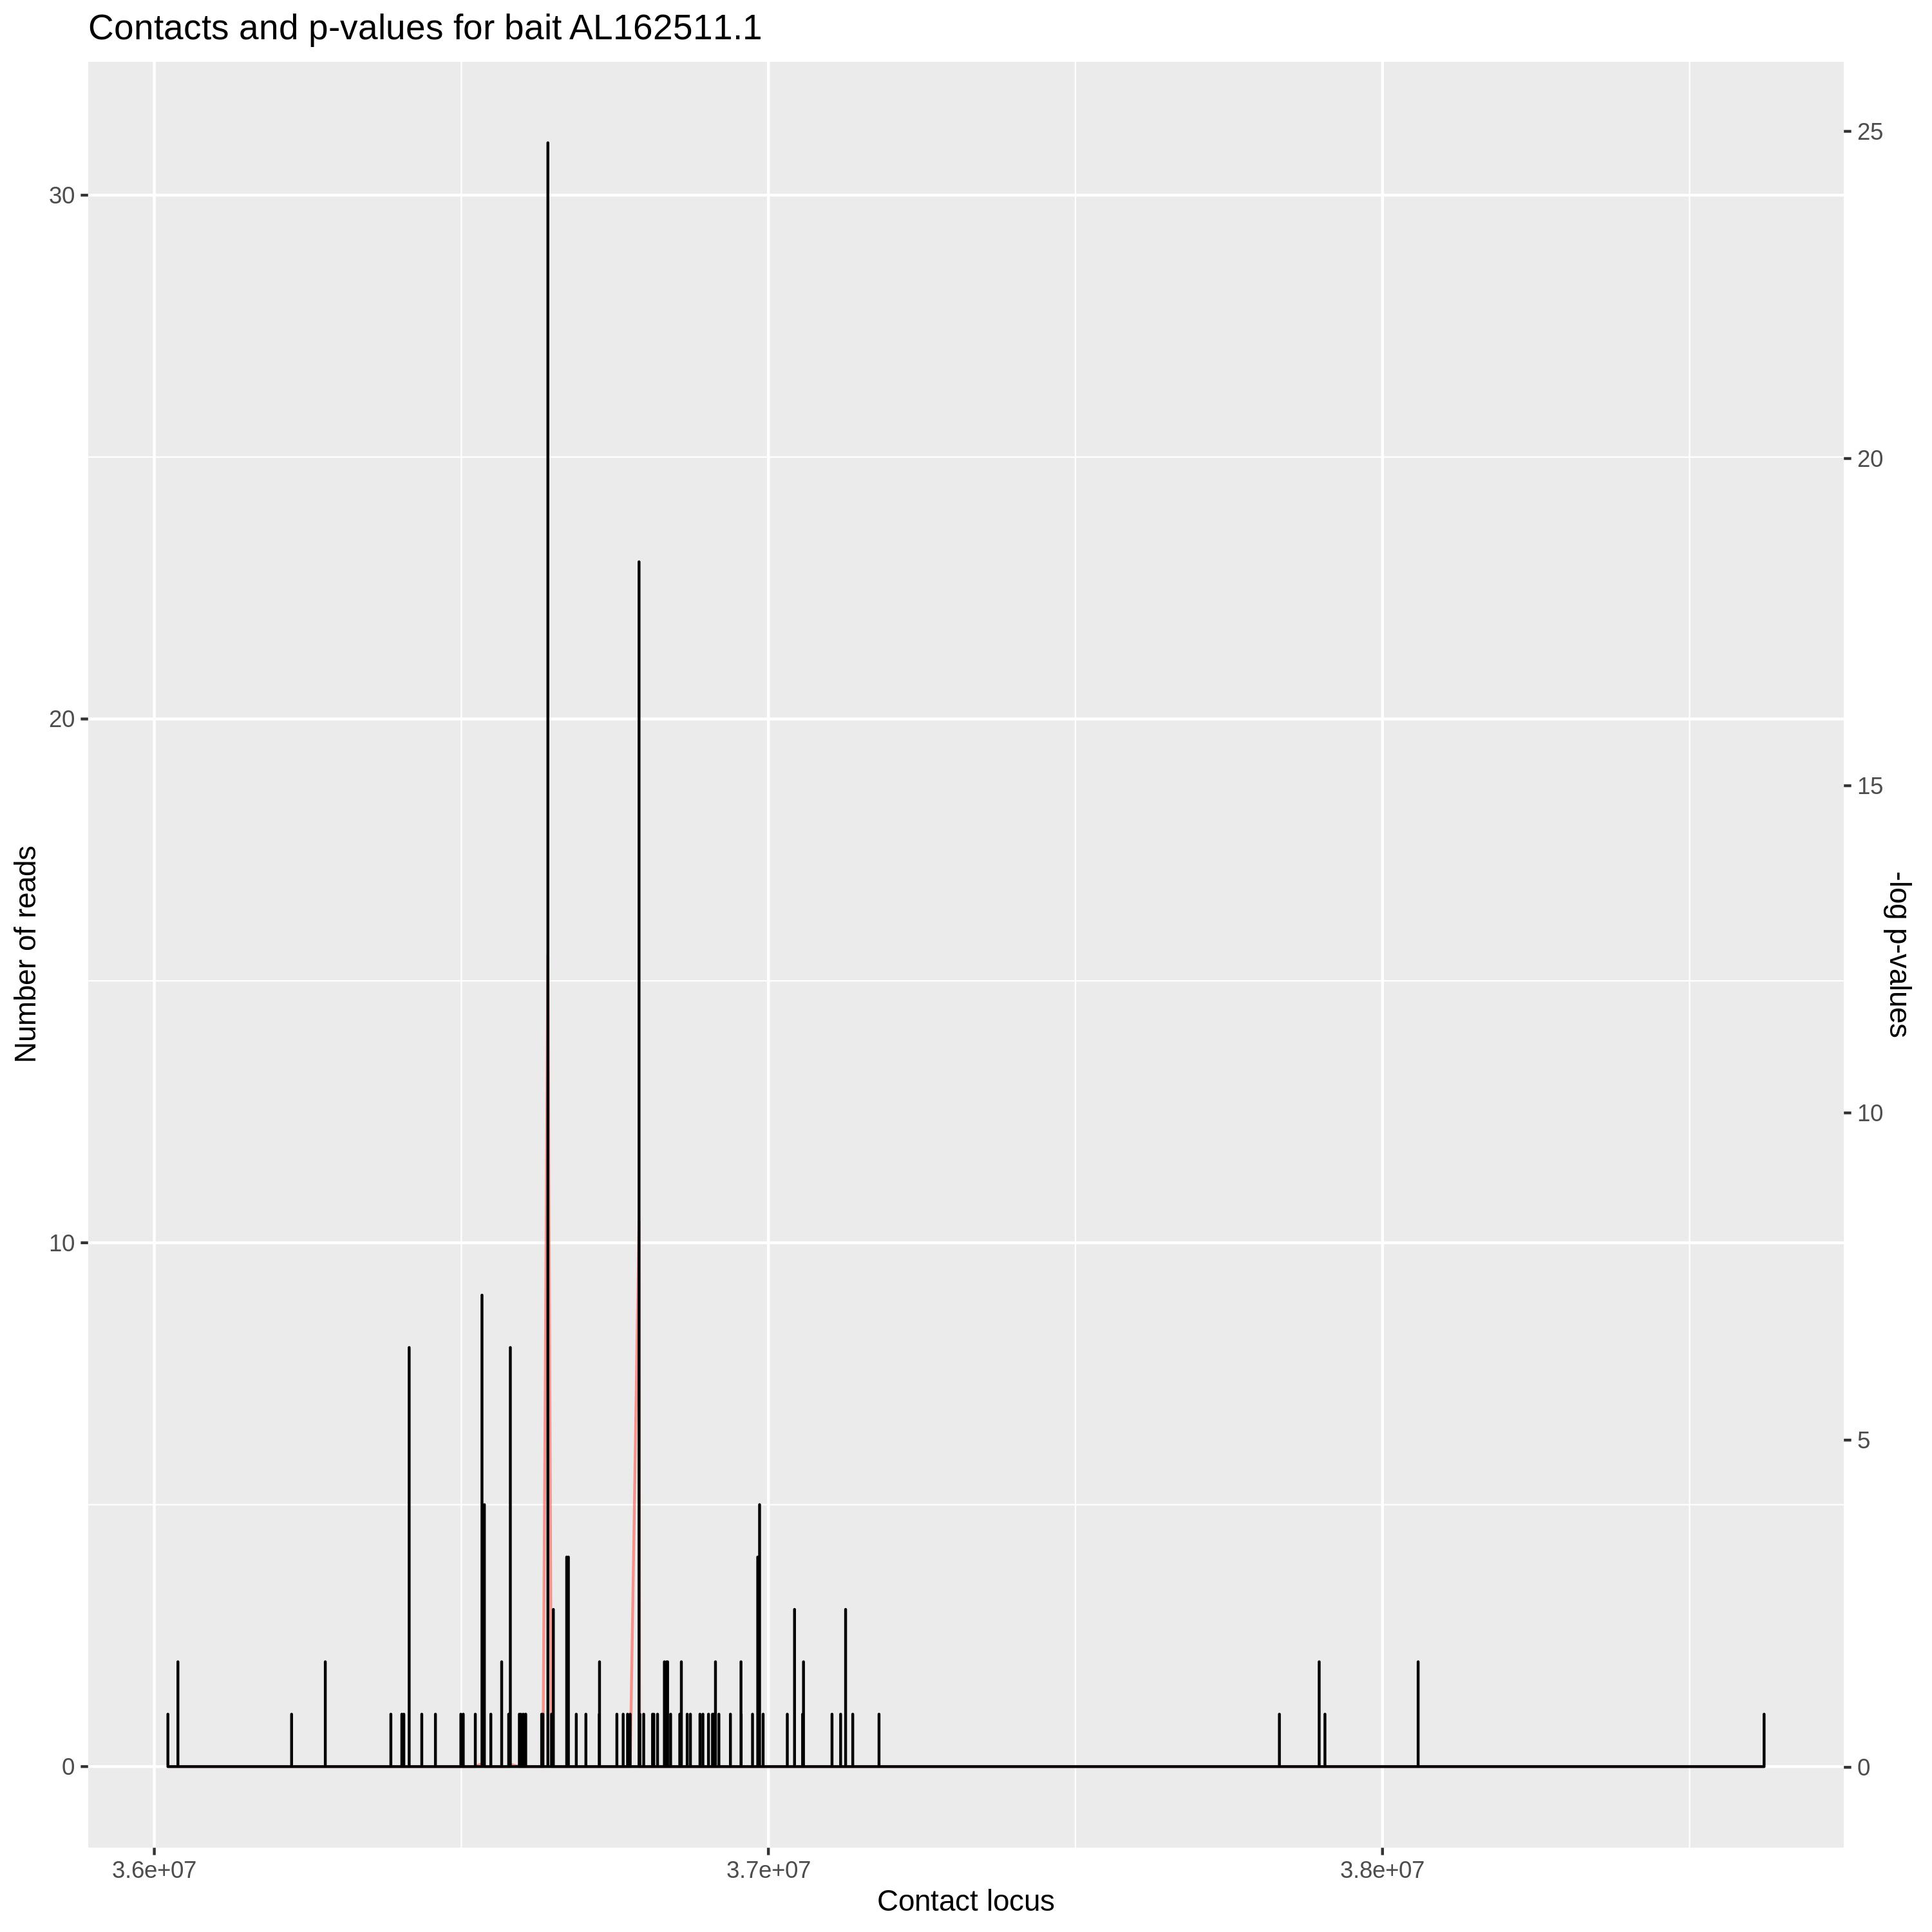 Contacts and p-values for bait AL162511.1
30
20
10
0
25
20
15
10
5
0
Number of reads
-log p-values
3.6e+07
3.7e+07
3.8e+07
Contact locus